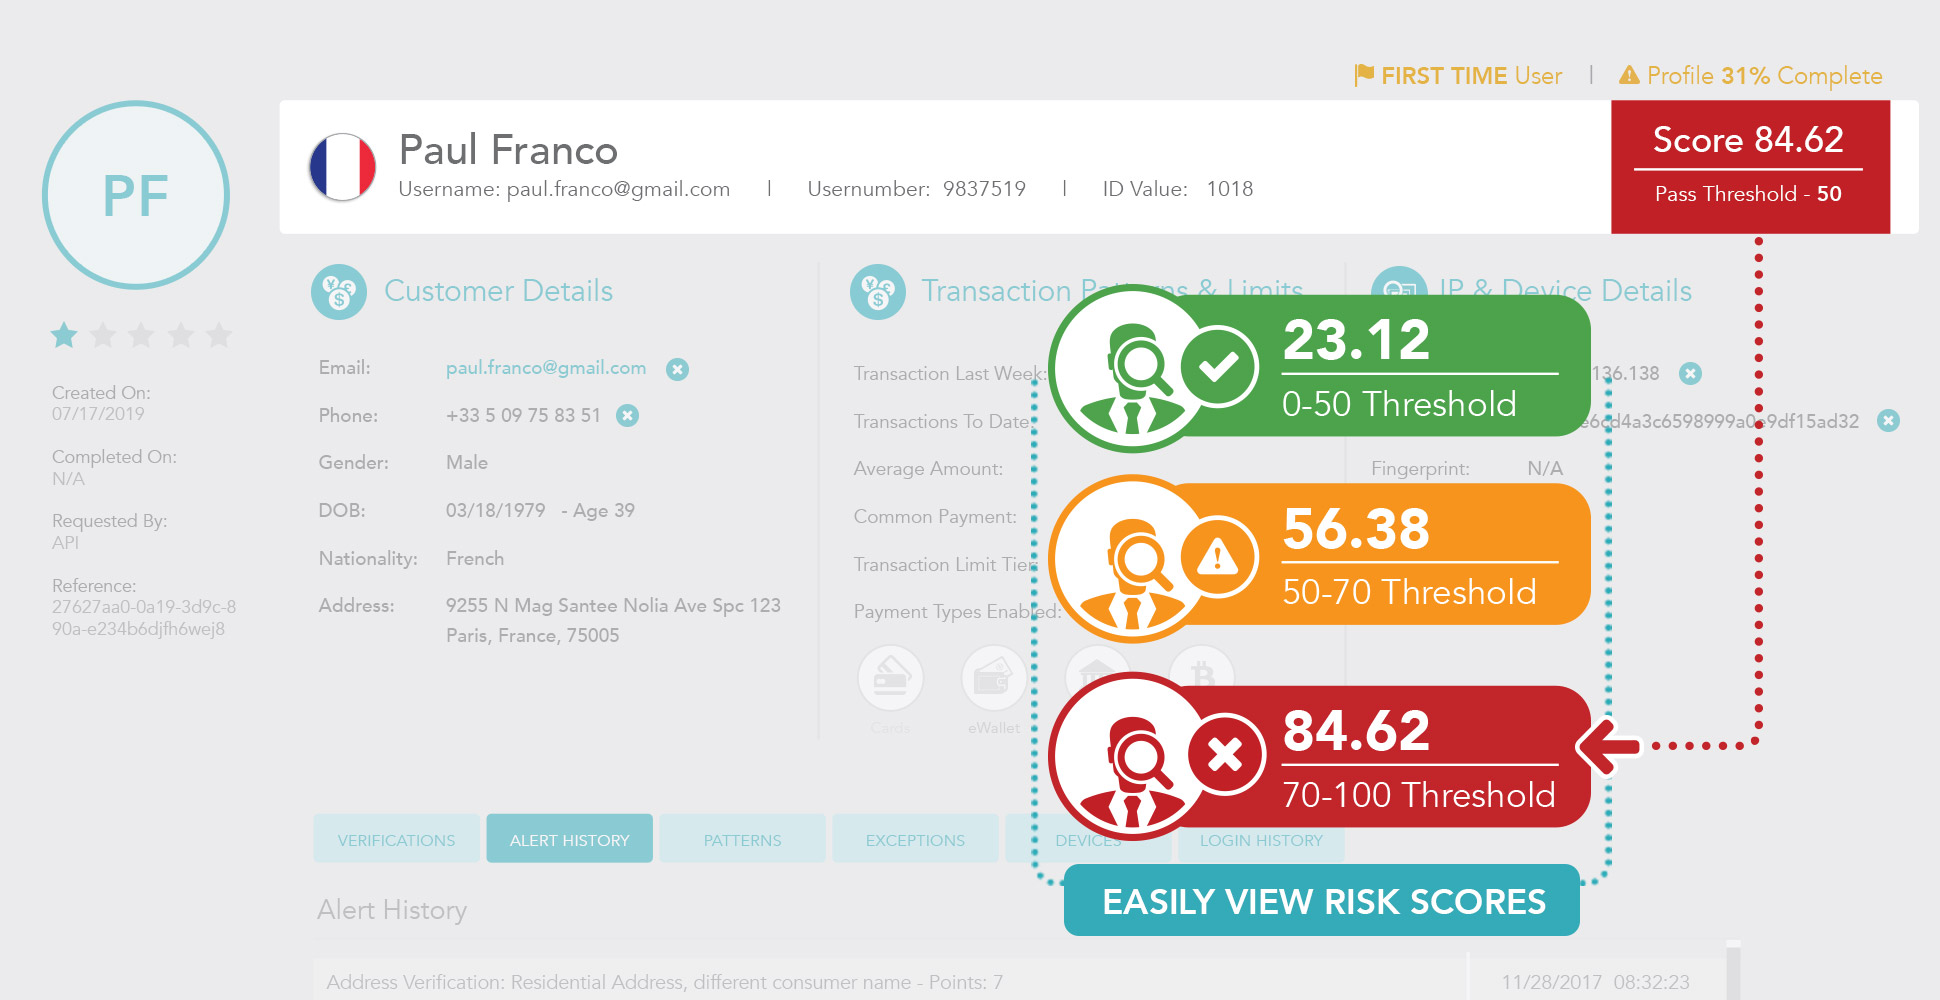 FIRST TIME User | Profile 31% Complete
PF
Paul Franco
Username: paul.franco@gmail.com | Usernumber: 9837519 | ID Value: 1018
Score 84.62
Pass Threshold - 50
Created On:
07/17/2019
Completed On:
N/A
Requested By:
API
Reference:
27627aa0-0a19-3d9c-8
90a-e234b6djfh6wej8
Customer Details
Email: paul.franco@gmail.com
Phone: +33 5 09 75 83 51
Gender: Male
DOB: 03/18/1979 - Age 39
Nationality: French
Address: 9255 N Mag Santee Nolia Ave Spc 123
Paris, France, 75005
Transaction Patterns & Limits
Transaction Last Week:
Transactions To Date:
Average Amount:
Common Payment:
Transaction Limit Tier:
Payment Types Enabled:
Cards
eWallet
IP & Device Details
136.138
e6cd4a3c6598999a0e9df15ad32
Fingerprint: N/A
23.12
0-50 Threshold
56.38
50-70 Threshold
84.62
70-100 Threshold
EASILY VIEW RISK SCORES
VERIFICATIONS
ALERT HISTORY
PATTERNS
EXCEPTIONS
DEVICES
LOGIN HISTORY
Alert History
Address Verification: Residential Address, different consumer name - Points: 7
11/28/2017 08:32:23